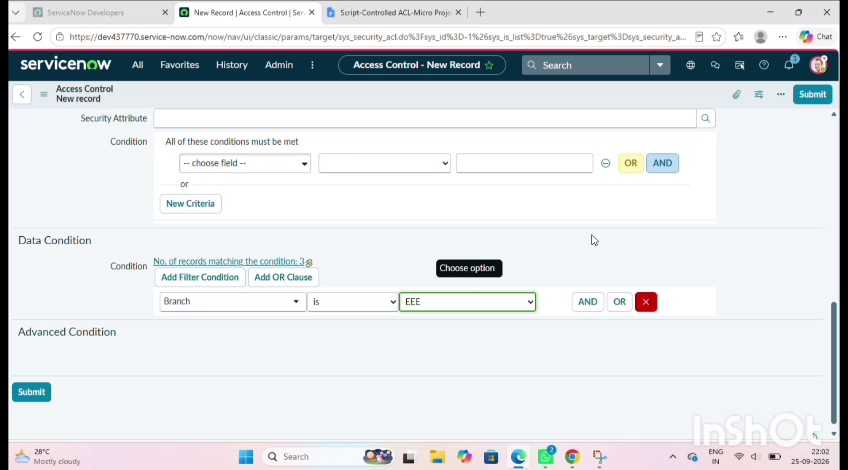 ServiceNow Developers
New Record | Access Control | Serv
Script-Controlled ACL-Micro Proje
https://dev437770.service-now.com/now/nav/ui/classic/params/target/sys_security_acl.do%3Fsys_id%3D-1%26sys_is_list%3Dtrue%26sys_target%3Dsys_security_a...
Chat
servicenow
All
Favorites
History
Admin
Access Control - New Record
Search
1
Access Control
New record
Submit
Security Attribute
Condition
All of these conditions must be met
-- choose field --
OR
AND
or
New Criteria
Data Condition
Condition
No. of records matching the condition: 3
Choose option
Add Filter Condition
Add OR Clause
Branch
is
EEE
AND
OR
Advanced Condition
Submit
InShOt
28°C
Mostly cloudy
Search
2
ENG
IN
22:02
25-09-2026